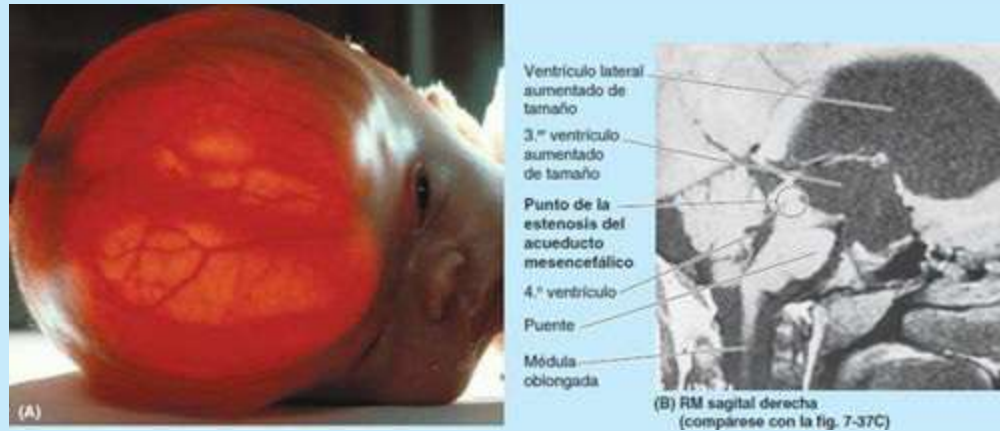 (A)
Ventrículo lateral
aumentado de
tamaño
3.er ventrículo
aumentado
de tamaño
Punto de la
estenosis del
acueducto
mesencefálico
4.º ventrículo
Puente
Médula
oblongada
(B) RM sagital derecha
(compárese con la fig. 7-37C)